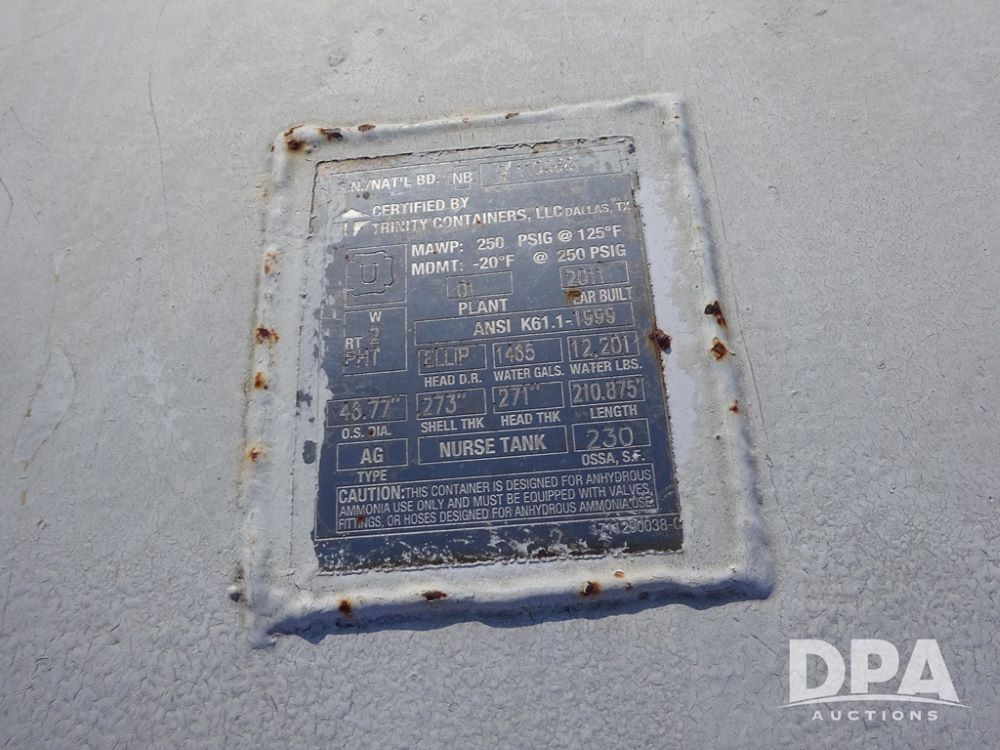 N./NAT'L BD. NB
CERTIFIED BY
TRINITY CONTAINERS, LLC DALLAS, TX
MAWP: 250 PSIG @ 125°F
MDMT: -20°F @ 250 PSIG
U
01 2011
PLANT YEAR BUILT
W
RT 2
PHT
ANSI K61.1-1999
ELLIP 1465 12,201
HEAD D.R. WATER GALS. WATER LBS.
46.77" .273" .271" 210.875"
O.S. DIA. SHELL THK HEAD THK LENGTH
AG NURSE TANK 230
TYPE OSSA, S.F.
CAUTION: THIS CONTAINER IS DESIGNED FOR ANHYDROUS
AMMONIA USE ONLY AND MUST BE EQUIPPED WITH VALVES,
FITTINGS, OR HOSES DESIGNED FOR ANHYDROUS AMMONIA USE
1711290038-C
DPA
AUCTIONS